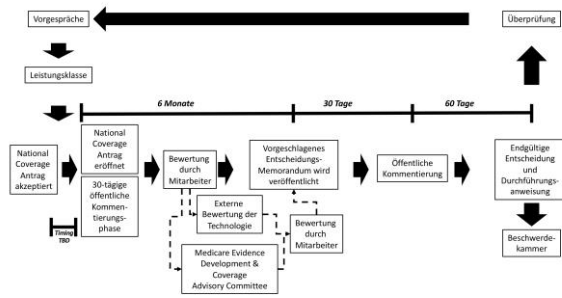 Vorgespräche
Überprüfung
Leistungsklasse
6 Monate
30 Tage
60 Tage
National
Coverage
Antrag
akzeptiert
National
Coverage
Antrag
eröffnet
30-tägige
öffentliche
Kommen-
tierungs-
phase
Bewertung
durch
Mitarbeiter
Vorgeschlagenes
Entscheidungs-
Memorandum wird
veröffentlicht
Öffentliche
Kommentierung
Endgültige
Entscheidung
und
Durchführungs-
anweisung
Timing
TBD
Externe
Bewertung der
Technologie
Bewertung
durch
Mitarbeiter
Medicare Evidence
Development &
Coverage
Advisory Committee
Beschwerde-
kammer